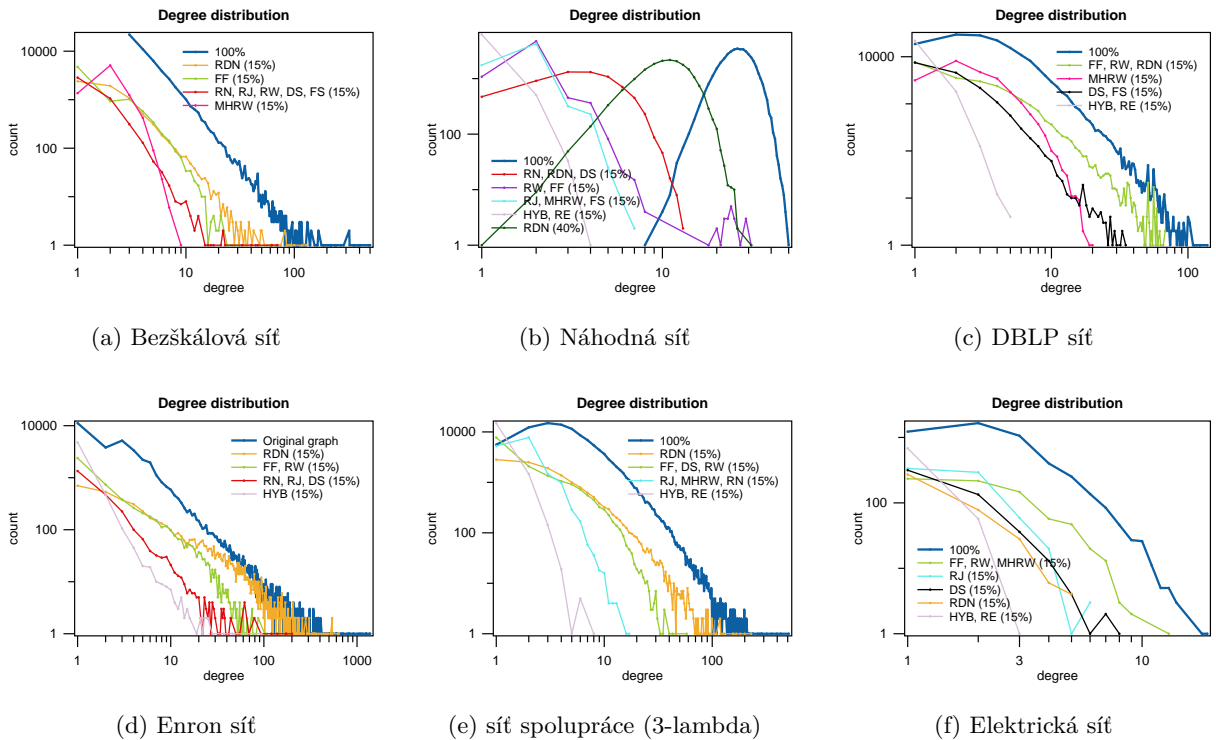 Degree distribution
count
10000
100
1
1
10
100
degree
100%
RDN (15%)
FF (15%)
RN, RJ, RW, DS, FS (15%)
MHRW (15%)
(a) Bezškálová síť
Degree distribution
count
100
1
1
10
degree
100%
RN, RDN, DS (15%)
RW, FF (15%)
RJ, MHRW, FS (15%)
HYB, RE (15%)
RDN (40%)
(b) Náhodná síť
Degree distribution
count
10000
100
1
1
10
100
degree
100%
FF, RW, RDN (15%)
MHRW (15%)
DS, FS (15%)
HYB, RE (15%)
(c) DBLP síť
Degree distribution
count
10000
100
1
1
10
100
1000
degree
Original graph
RDN (15%)
FF, RW (15%)
RN, RJ, DS (15%)
HYB (15%)
(d) Enron síť
Degree distribution
count
10000
100
1
1
10
100
degree
100%
RDN (15%)
FF, DS, RW (15%)
RJ, MHRW, RN (15%)
HYB, RE (15%)
(e) síť spolupráce (3-lambda)
Degree distribution
count
100
1
1
3
10
degree
100%
FF, RW, MHRW (15%)
RJ (15%)
DS (15%)
RDN (15%)
HYB, RE (15%)
(f) Elektrická síť